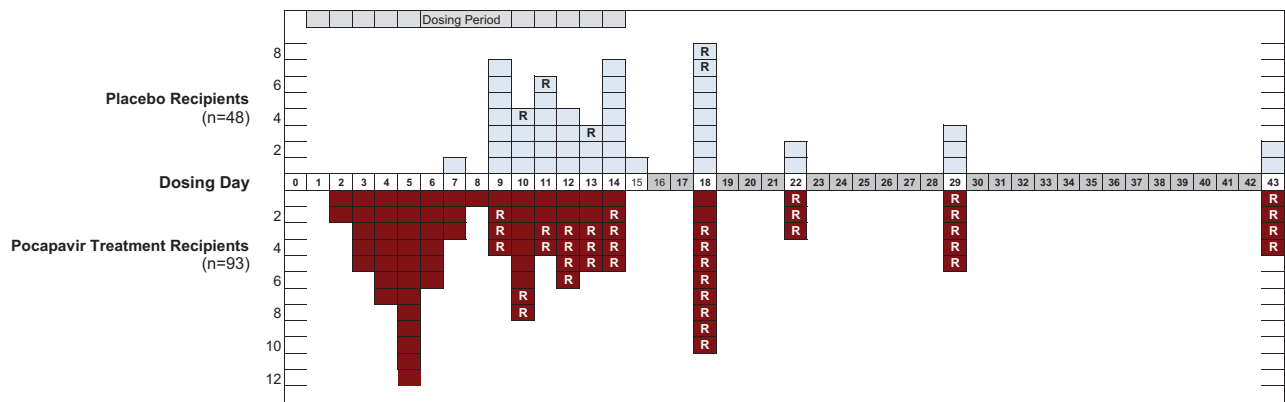 Dosing Period
8
R
R
6
R
Placebo Recipients
(n=48)
4
R
R
2
Dosing Day
0 1 2 3 4 5 6 7 8 9 10 11 12 13 14 15 16 17 18 19 20 21 22 23 24 25 26 27 28 29 30 31 32 33 34 35 36 37 38 39 40 41 42 43
R R R R
2 R R R R R
Pocapavir Treatment Recipients
R R R R R R R R R R
(n=93)
4 R R R R R R R R R
R R R R R
6 R R
R R
8 R R
R
10 R
12